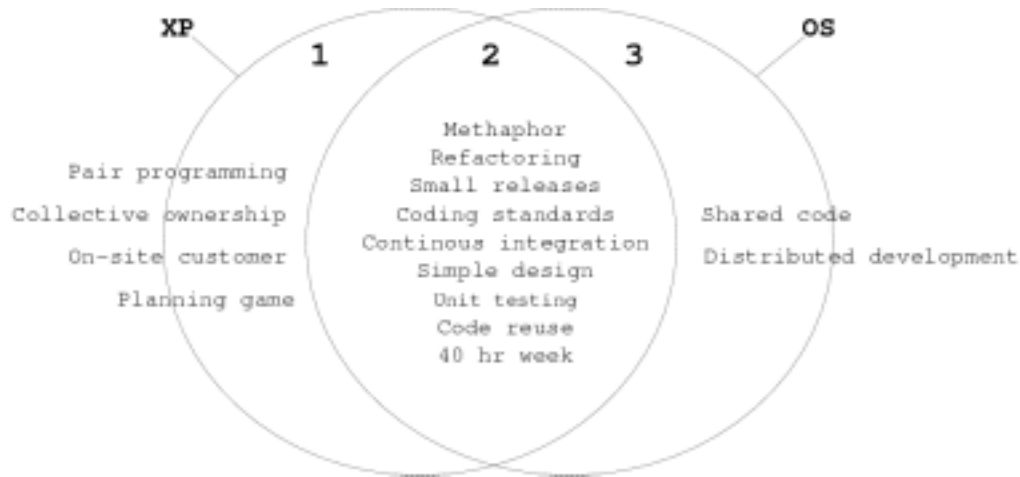 XP
OS
1
2
3
Methaphor
Refactoring
Small releases
Coding standards
Continous integration
Simple design
Unit testing
Code reuse
40 hr week
Pair programming
Collective ownership
On-site customer
Planning game
Shared code
Distributed development